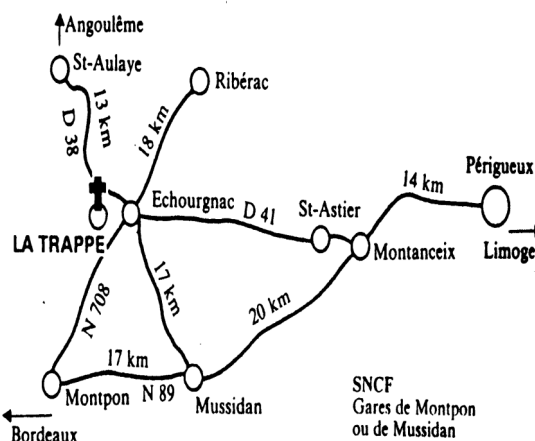 Angoulême
St-Aulaye
Ribérac
13 km
D 38
18 km
Périgueux
14 km
Echourgnac
St-Astier
D 41
LA TRAPPE
Montanceix
Limoge
N 708
17 km
20 km
17 km
N 89
Montpon
Mussidan
Bordeaux
SNCF
Gares de Montpon
ou de Mussidan